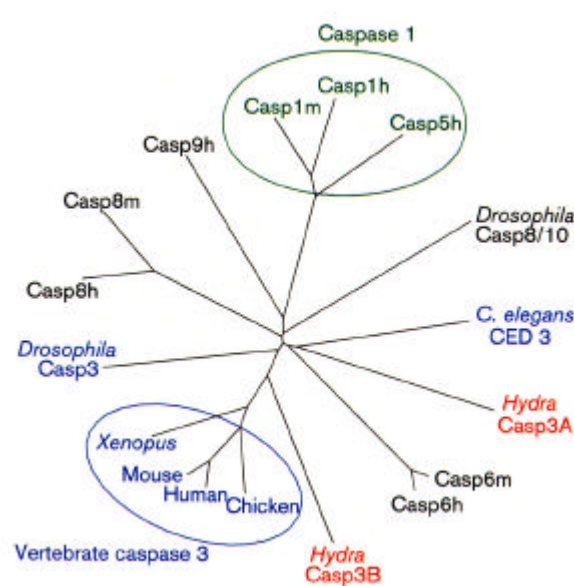 Caspase 1
Casp1h
Casp1m
Casp5h
Casp9h
Casp8m
Drosophila
Casp8/10
Casp8h
C. elegans
CED 3
Drosophila
Casp3
Hydra
Casp3A
Xenopus
Mouse
Human
Chicken
Casp6m
Casp6h
Vertebrate caspase 3
Hydra
Casp3B